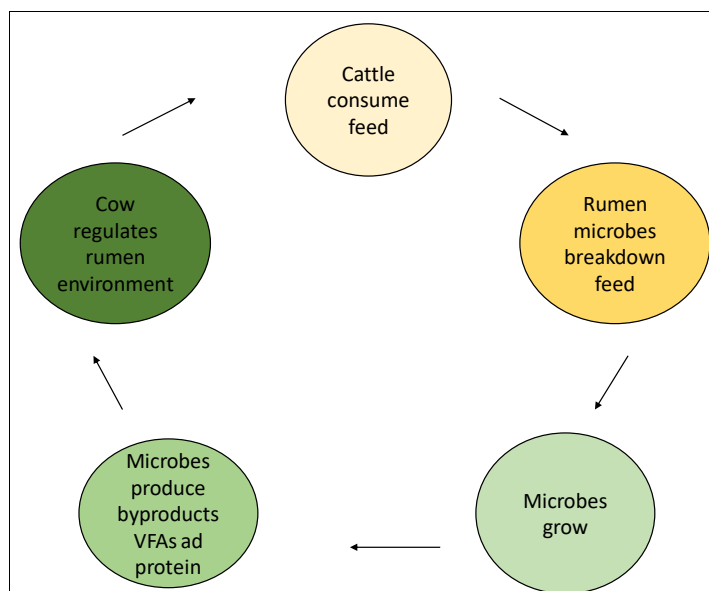 Cattle
consume
feed
Rumen
microbes
breakdown
feed
Microbes
grow
Microbes
produce
byproducts
VFAs ad
protein
Cow
regulates
rumen
environment